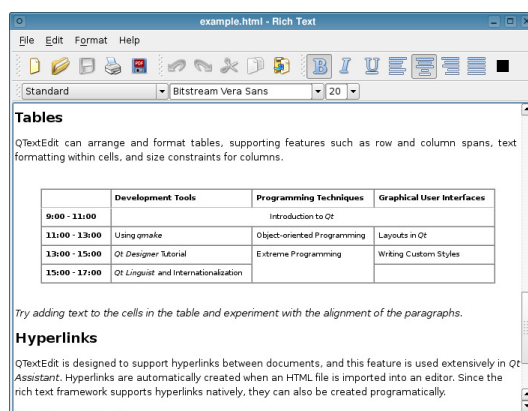 example.html - Rich Text
File Edit Format Help
B I U
Standard Bitstream Vera Sans 20
Tables
QTextEdit can arrange and format tables, supporting features such as row and column spans, text
formatting within cells, and size constraints for columns.
Development Tools Programming Techniques Graphical User Interfaces
9:00 - 11:00 Introduction to Qt
11:00 - 13:00 Using qmake Object-oriented Programming Layouts in Qt
13:00 - 15:00 Qt Designer Tutorial Extreme Programming Writing Custom Styles
15:00 - 17:00 Qt Linguist and Internationalization
Try adding text to the cells in the table and experiment with the alignment of the paragraphs.
Hyperlinks
QTextEdit is designed to support hyperlinks between documents, and this feature is used extensively in Qt
Assistant. Hyperlinks are automatically created when an HTML file is imported into an editor. Since the
rich text framework supports hyperlinks natively, they can also be created programatically.